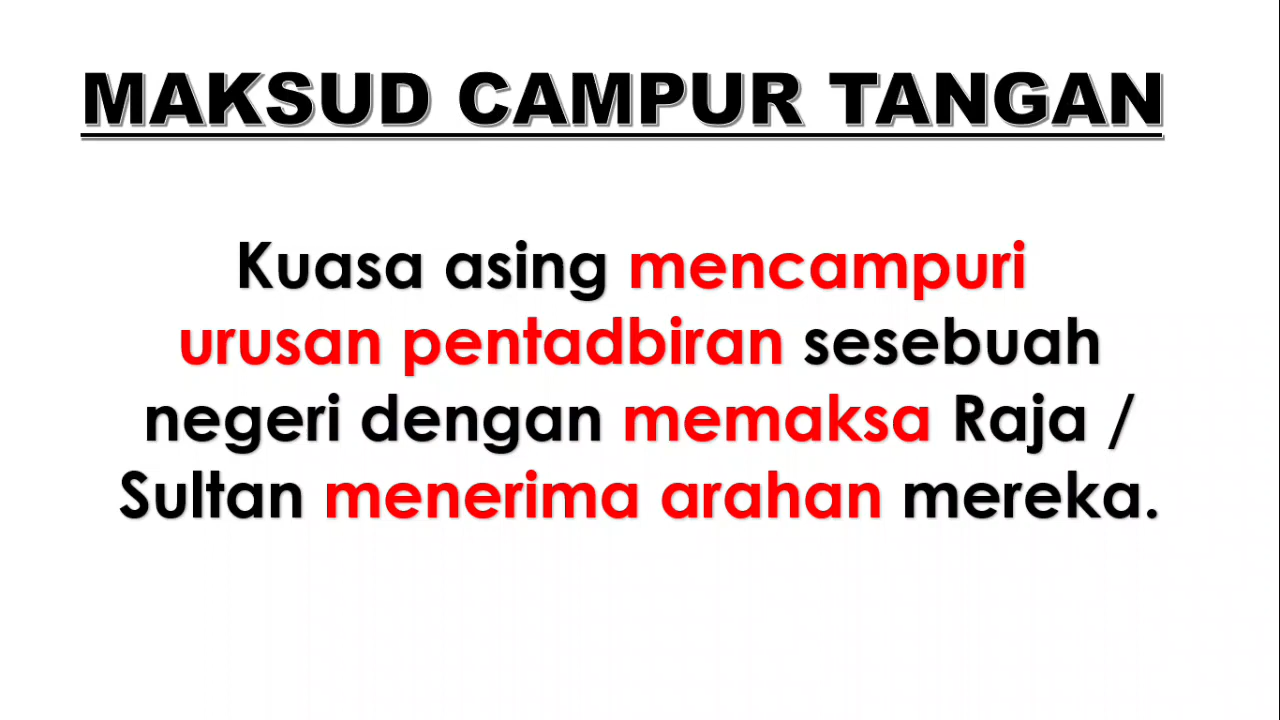 MAKSUD CAMPUR TANGAN
Kuasa asing mencampuri
urusan pentadbiran sesebuah
negeri dengan memaksa Raja /
Sultan menerima arahan mereka.